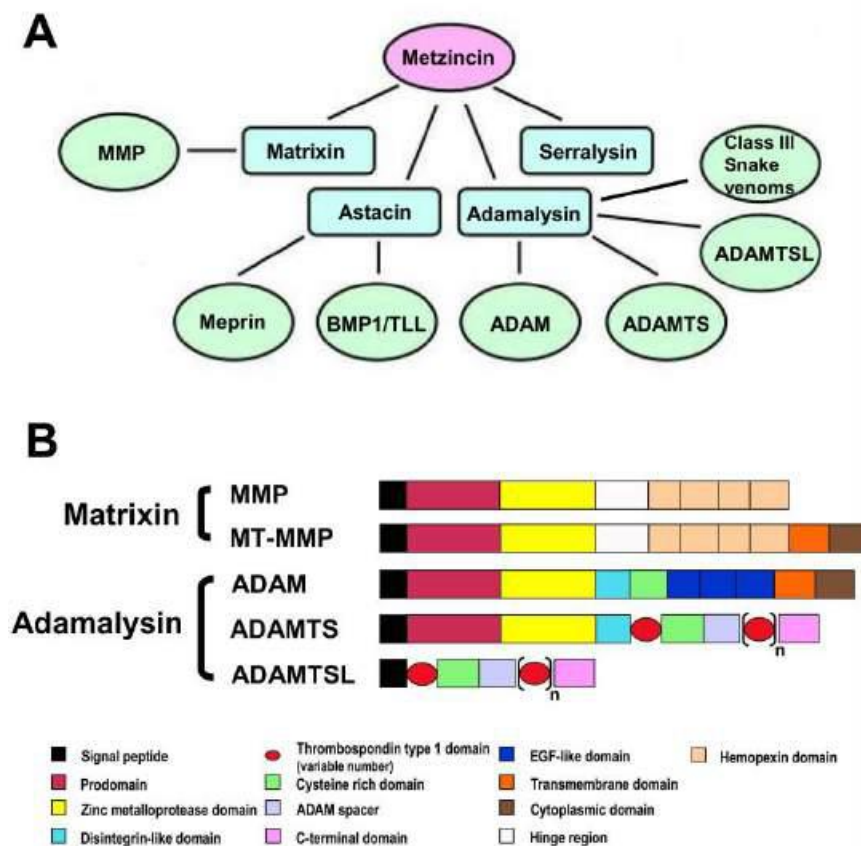 A
Metzincin
MMP
Matrixin
Serralysin
Class III
Snake
venoms
Astacin
Adamalysin
ADAMTSL
Meprin
BMP1/TLL
ADAM
ADAMTS
B
Matrixin
MMP
MT-MMP
Adamalysin
ADAM
ADAMTS
n
ADAMTSL
n
Signal peptide
Prodomain
Zinc metalloprotease domain
Disintegrin-like domain
Thrombospondin type 1 domain
(variable number)
Cysteine rich domain
ADAM spacer
C-terminal domain
EGF-like domain
Transmembrane domain
Cytoplasmic domain
Hinge region
Hemopexin domain